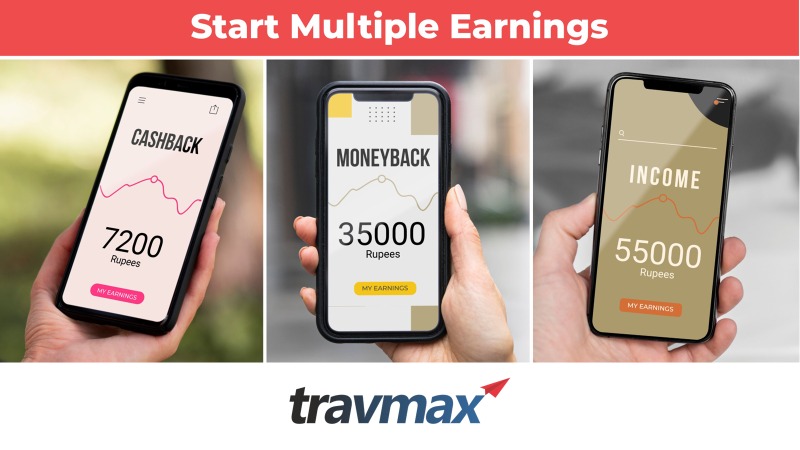 Start Multiple Earnings
CASHBACK
7200
Rupees
MY EARNINGS
MONEYBACK
35000
Rupees
MY EARNINGS
INCOME
55000
Rupees
MY EARNINGS
travmax